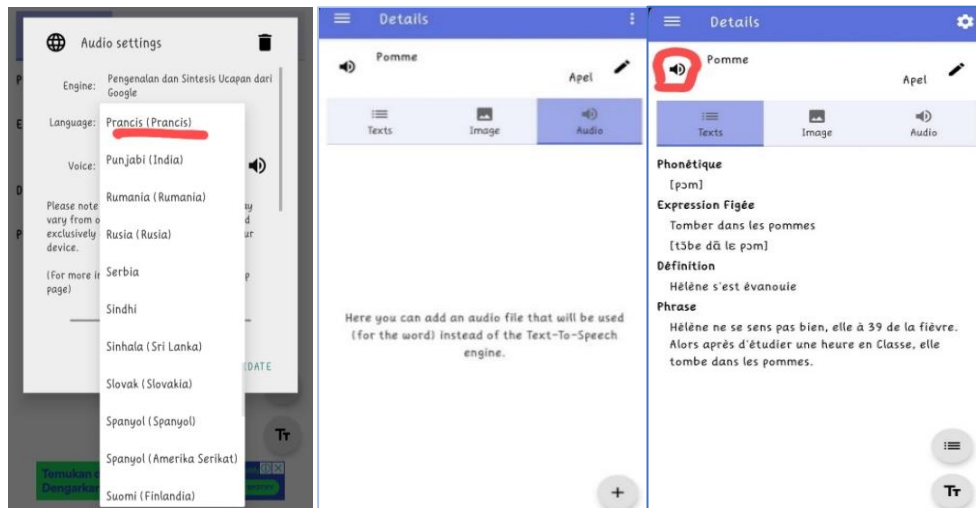 Audio settings
Engine: Pengenalan dan Sintesis Ucapan dari
Google
Language: Prancis (Prancis)
Voice: Punjabi (India)
Rumania (Rumania)
Please note
vary from
Rusia (Rusia)
exclusively
device.
Serbia
(For more
page)
Sindhi
Sinhala (Sri Lanka)
Slovak (Slovakia)
Spanyol (Spanyol)
Spanyol (Amerika Serikat)
Suomi (Finlandia)
Tт
Temukan
Dengarkan
Details
Pomme
Apel
Texts Image Audio
Here you can add an audio file that will be used
(for the word) instead of the Text-To-Speech
engine.
Details
Pomme
Apel
Texts Image Audio
Phonétique
[pɔm]
Expression Figée
Tomber dans les pommes
[tɔ̃be dɑ̃ lɛ pɔm]
Définition
Hélène s'est évanouie
Phrase
Hélène ne se sens pas bien, elle à 39 de la fièvre.
Alors après d'étudier une heure en Classe, elle
tombe dans les pommes.
Tт